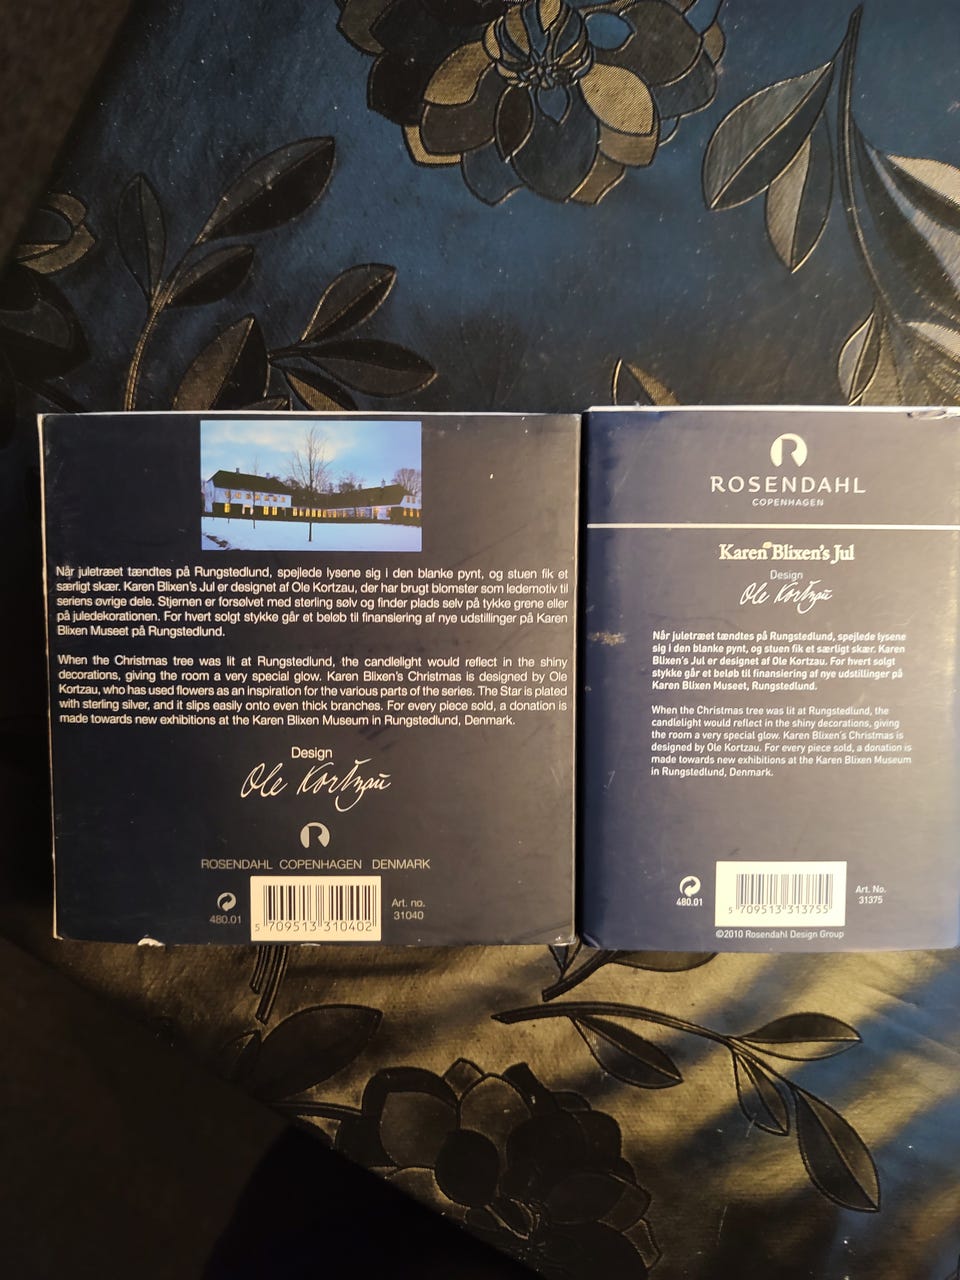 Når juletræet tændtes på Rungstedlund, spejlede lysene sig i den blanke pynt, og stuen fik et
særligt skær. Karen Blixen's Jul er designet af Ole Kortzau, der har brugt blomster som ledemotiv til
seriens øvrige dele. Stjernen er forsølvet med sterling sølv og finder plads selv på tykke grene eller
på juledekorationen. For hvert solgt stykke går et beløb til finansiering af nye udstillinger på Karen
Blixen Museet på Rungstedlund.
When the Christmas tree was lit at Rungstedlund, the candlelight would reflect in the shiny
decorations, giving the room a very special glow. Karen Blixen's Christmas is designed by Ole
Kortzau, who has used flowers as an inspiration for the various parts of the series. The Star is plated
with sterling silver, and it slips easily onto even thick branches. For every piece sold, a donation is
made towards new exhibitions at the Karen Blixen Museum in Rungstedlund, Denmark.
Design
Ole Kortzau
ROSENDAHL COPENHAGEN DENMARK
480.01
5 709513 310402
Art. no.
31040
ROSENDAHL
COPENHAGEN
Karen Blixen's Jul
Design
Ole Kortzau
Når juletræet tændtes på Rungstedlund, spejlede lysene
sig i den blanke pynt, og stuen fik et særligt skær. Karen
Blixen's Jul er designet af Ole Kortzau. For hvert solgt
stykke går et beløb til finansiering af nye udstillinger på
Karen Blixen Museet, Rungstedlund.
When the Christmas tree was lit at Rungstedlund, the
candlelight would reflect in the shiny decorations, giving
the room a very special glow. Karen Blixen's Christmas is
designed by Ole Kortzau. For every piece sold, a donation is
made towards new exhibitions at the Karen Blixen Museum
in Rungstedlund, Denmark.
480.01
5 709513 313755
Art. No.
31375
©2010 Rosendahl Design Group